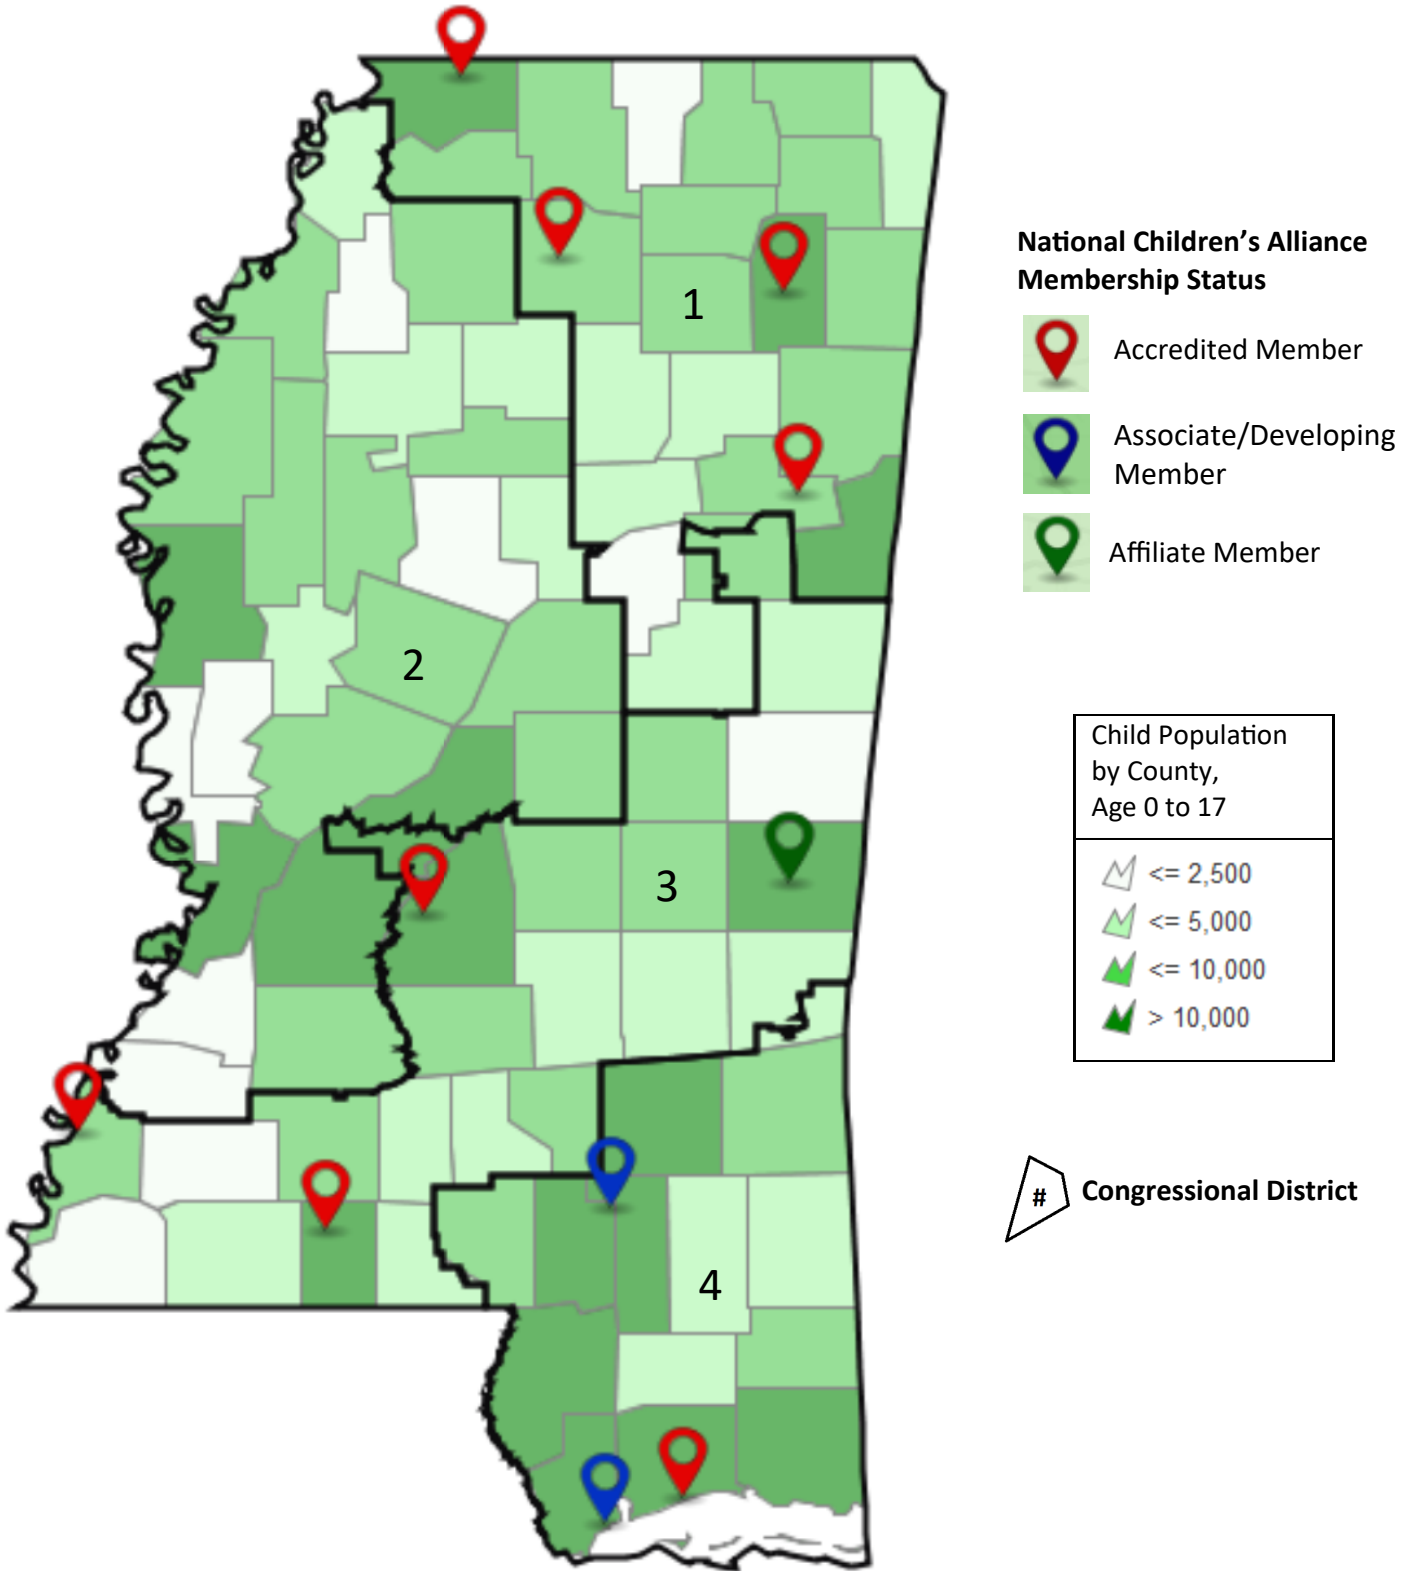 National Children’s Alliance
Membership Status
Accredited Member
Associate/Developing
Member
Affiliate Member
1
2
3
4
Child Population
by County,
Age 0 to 17
<= 2,500
<= 5,000
<= 10,000
> 10,000
# Congressional District